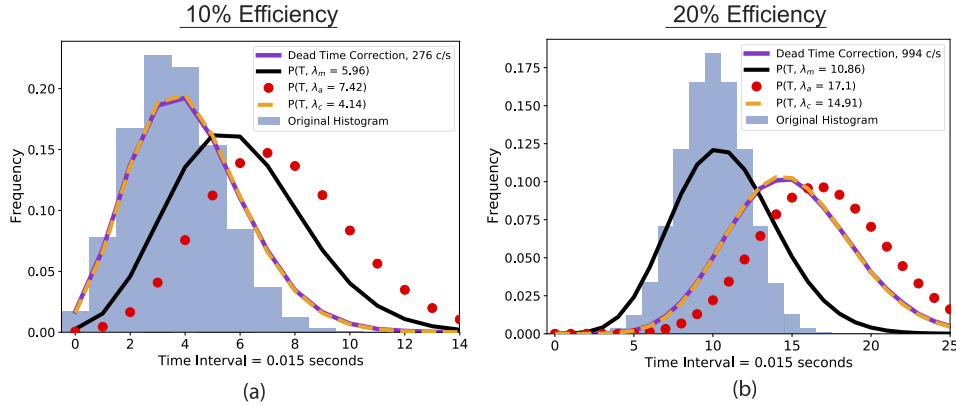 10% Efficiency
Dead Time Correction, 276 c/s
P(T, λm = 5.96)
P(T, λa = 7.42)
P(T, λc = 4.14)
Original Histogram
Frequency
0.20
0.15
0.10
0.05
0.00
0 2 4 6 8 10 12 14
Time Interval = 0.015 seconds
(a)
20% Efficiency
Dead Time Correction, 994 c/s
P(T, λm = 10.86)
P(T, λa = 17.1)
P(T, λc = 14.91)
Original Histogram
Frequency
0.175
0.150
0.125
0.100
0.075
0.050
0.025
0.000
0 5 10 15 20 25
Time Interval = 0.015 seconds
(b)